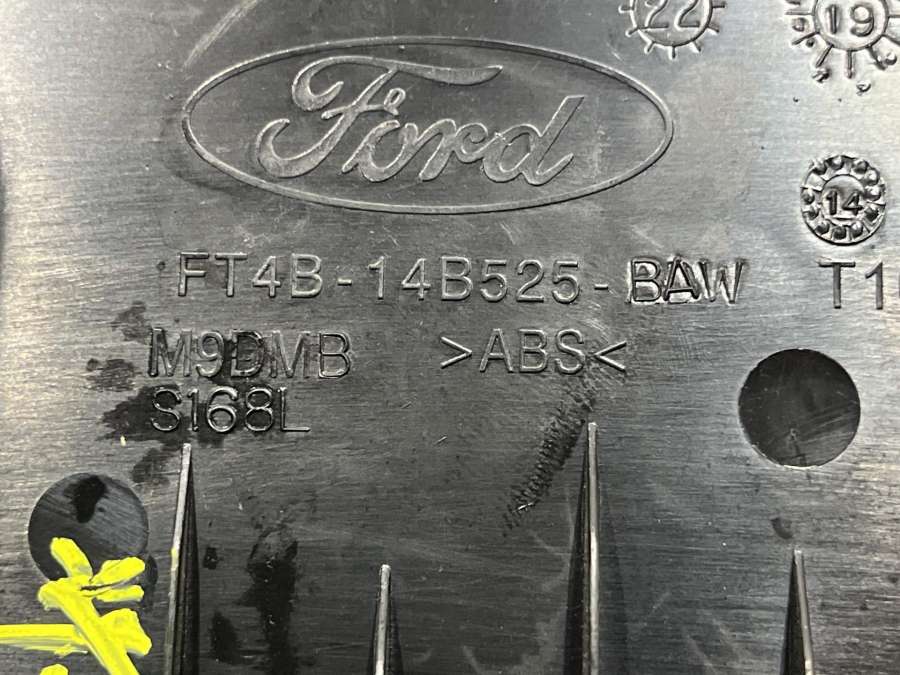 22
19
Ford
14
FT4B-14B525-BAW
M9DMB >ABS<
S168L